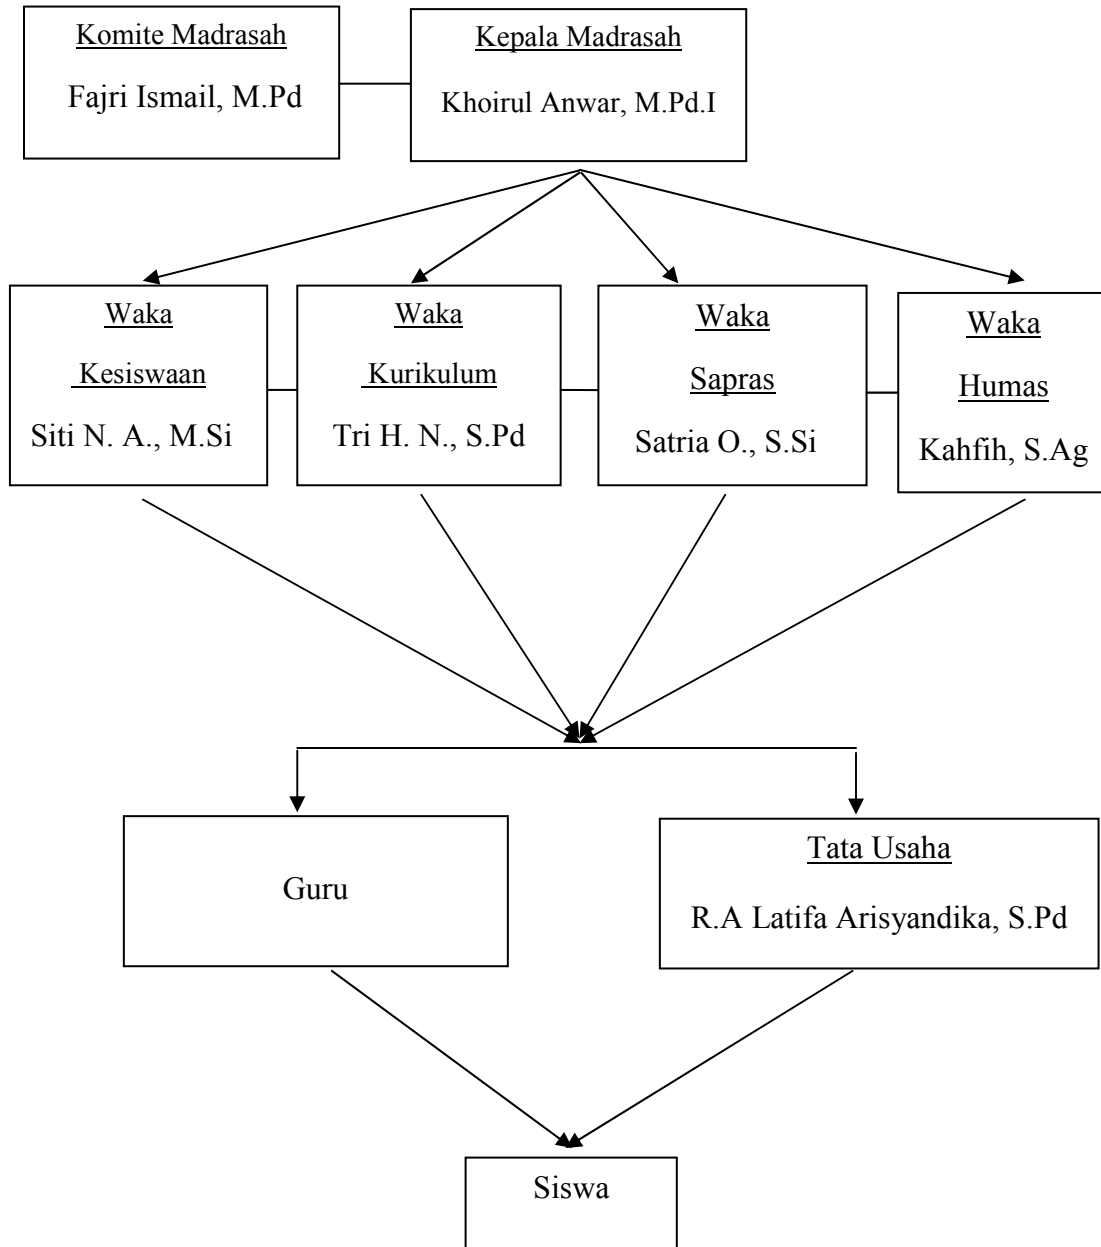 Komite Madrasah
Fajri Ismail, M.Pd
Kepala Madrasah
Khoirul Anwar, M.Pd.I
Waka
Kesiswaan
Siti N. A., M.Si
Waka
Kurikulum
Tri H. N., S.Pd
Waka
Sapras
Satria O., S.Si
Waka
Humas
Kahfih, S.Ag
Guru
Tata Usaha
R.A Latifa Arisyandika, S.Pd
Siswa